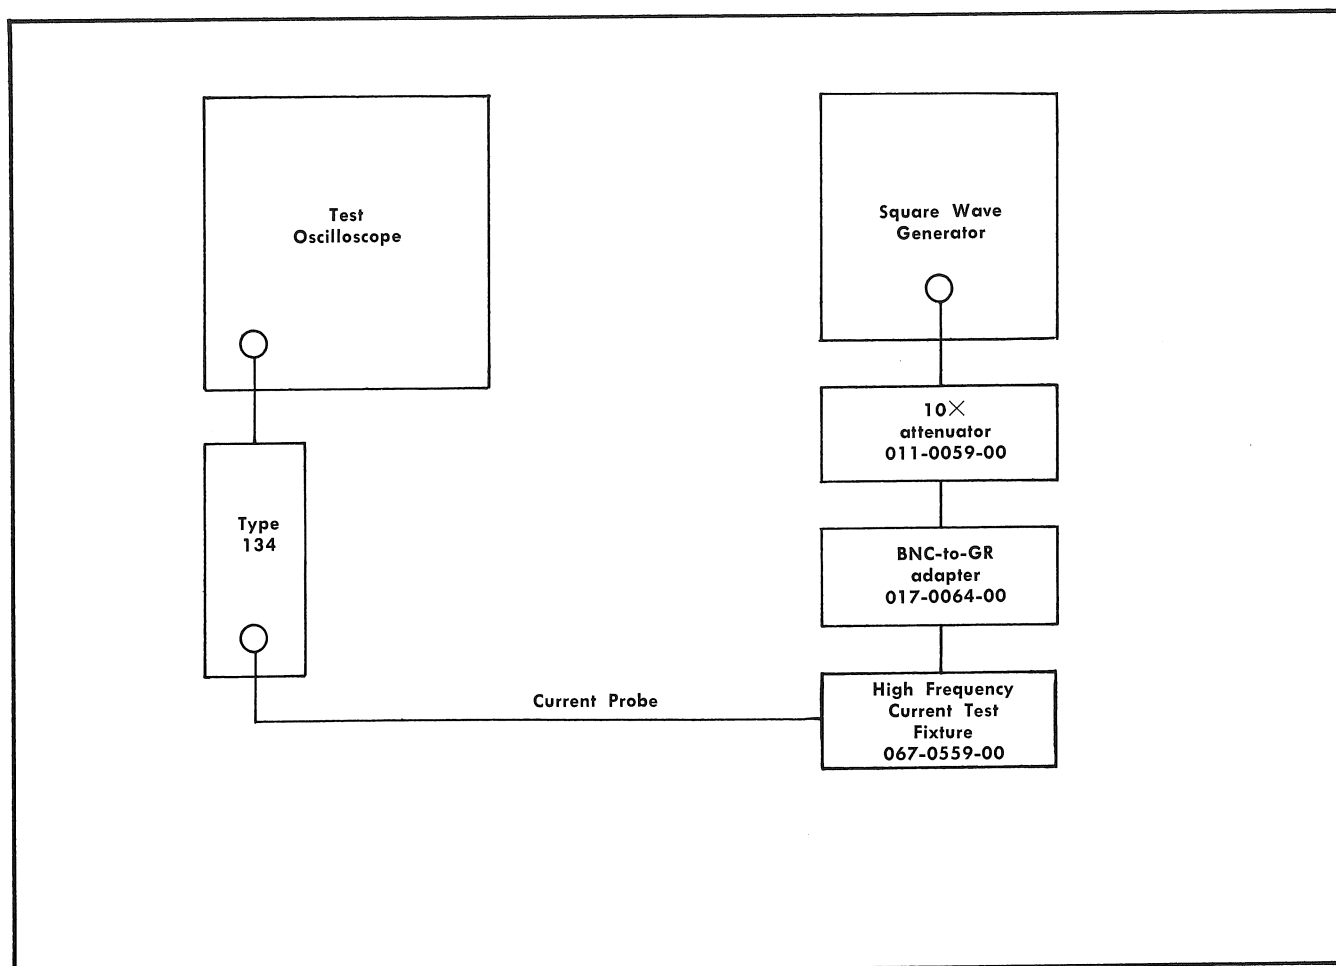 Test
Oscilloscope
Square Wave
Generator
10×
attenuator
011-0059-00
Type
134
BNC-to-GR
adapter
017-0064-00
Current Probe
High Frequency
Current Test
Fixture
067-0559-00